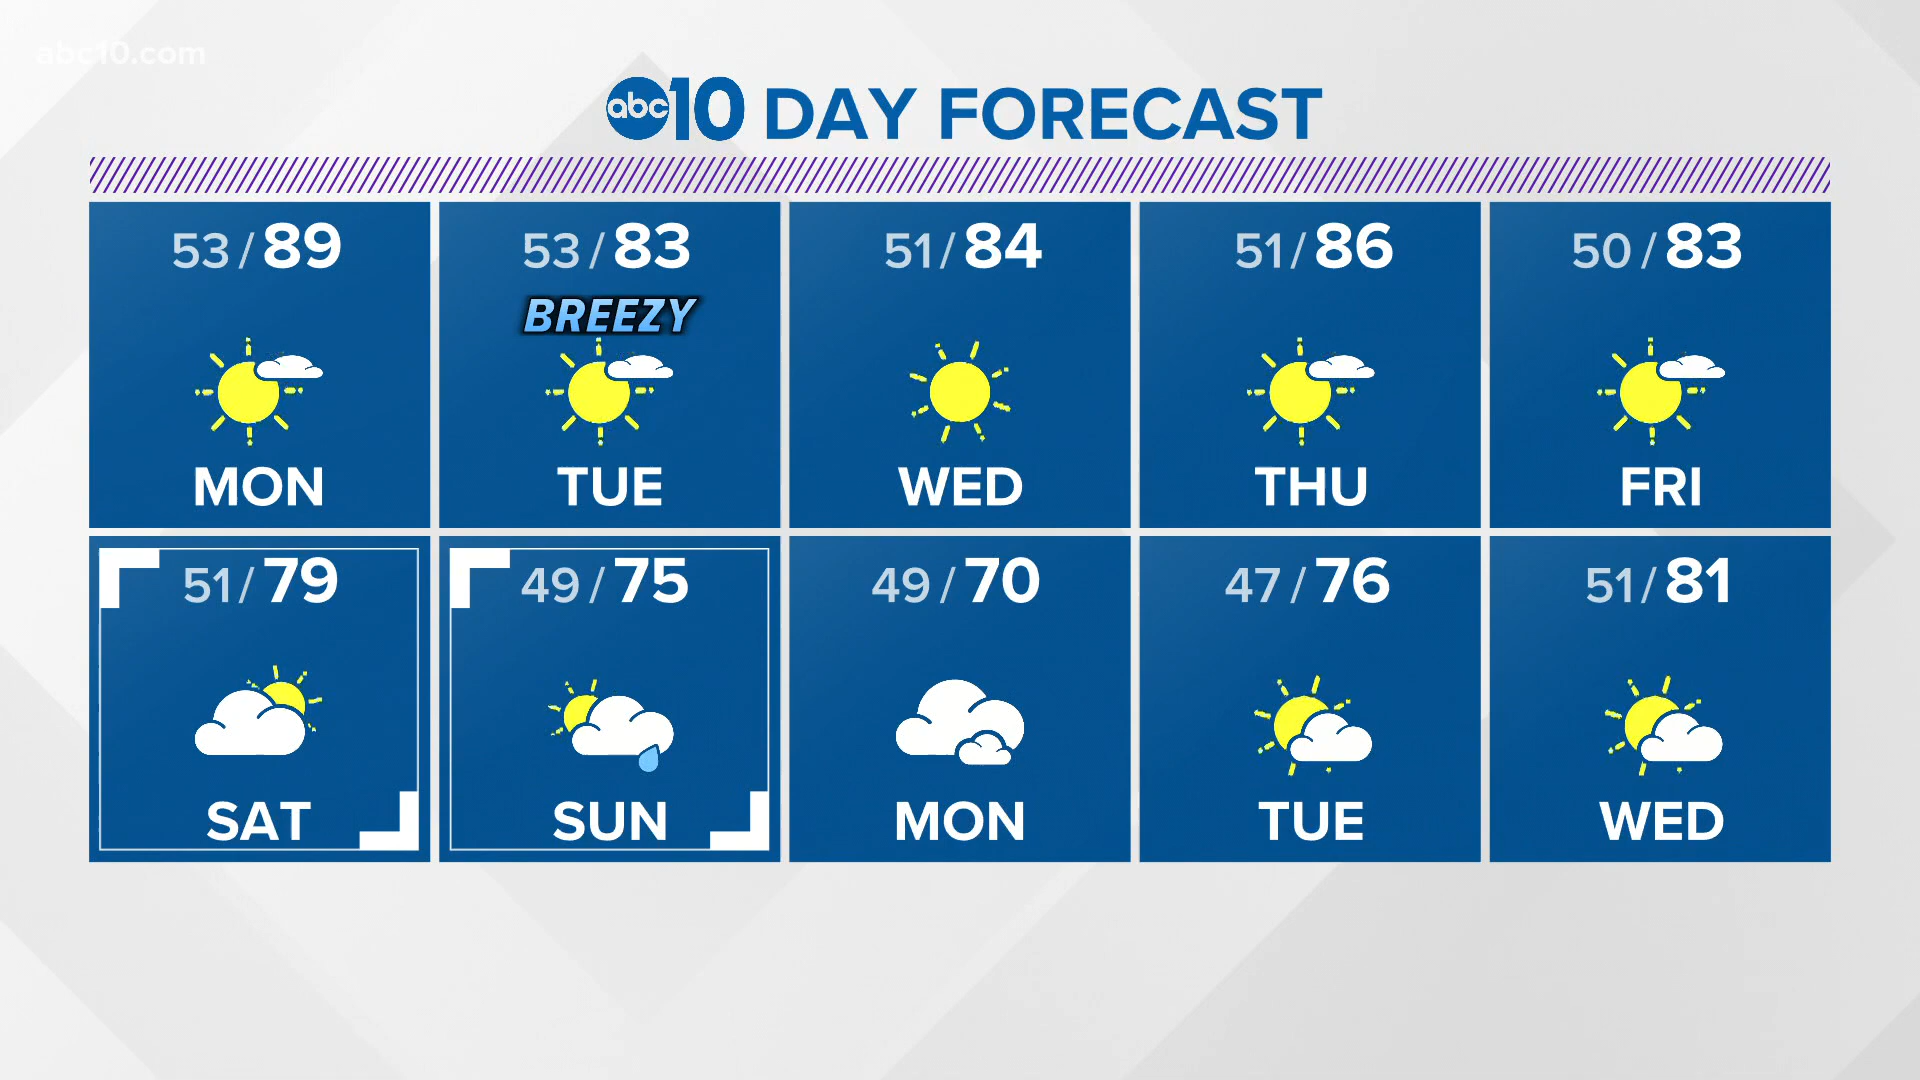 abc10.com
abc10 DAY FORECAST
53/89 53/83 51/84 51/86 50/83
BREEZY
MON TUE WED THU FRI
51/79 49/75 49/70 47/76 51/81
SAT SUN MON TUE WED